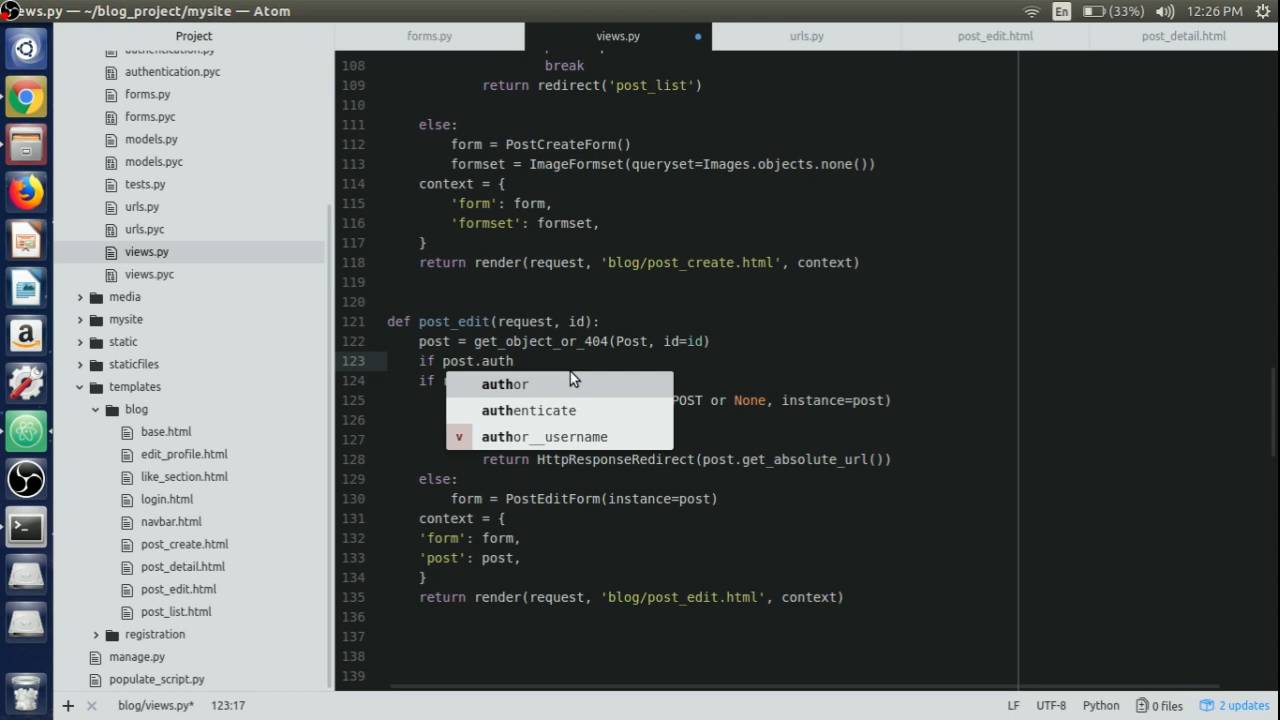 ews.py — ~/blog_project/mysite — Atom
En
(33%)
12:26 PM
Project
forms.py
views.py
urls.py
post_edit.html
post_detail.html
authentication.py
authentication.pyc
forms.py
forms.pyc
models.py
models.pyc
tests.py
urls.py
urls.pyc
views.py
views.pyc
media
mysite
static
staticfiles
templates
blog
base.html
edit_profile.html
like_section.html
login.html
navbar.html
post_create.html
post_detail.html
post_edit.html
post_list.html
registration
manage.py
populate_script.py
108 break
109 return redirect('post_list')
110
111 else:
112 form = PostCreateForm()
113 formset = ImageFormset(queryset=Images.objects.none())
114 context = {
115 'form': form,
116 'formset': formset,
117 }
118 return render(request, 'blog/post_create.html', context)
119
120
121 def post_edit(request, id):
122 post = get_object_or_404(Post, id=id)
123 if post.auth
124 if
author
authenticate
v author__username
125 POST or None, instance=post)
126
127
128 return HttpResponseRedirect(post.get_absolute_url())
129 else:
130 form = PostEditForm(instance=post)
131 context = {
132 'form': form,
133 'post': post,
134 }
135 return render(request, 'blog/post_edit.html', context)
136
137
138
139
blog/views.py* 123:17
LF
UTF-8
Python
0 files
2 updates